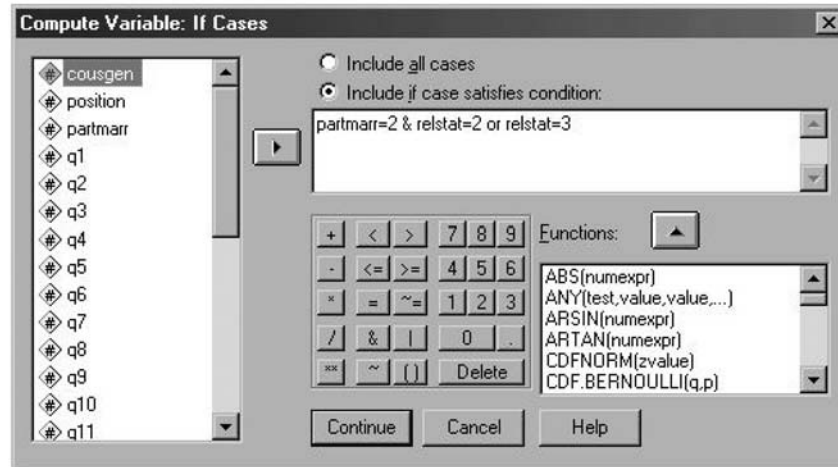 Compute Variable: If Cases
cousgen
position
partmarr
q1
q2
q3
q4
q5
q6
q7
q8
q9
q10
q11
Include all cases
Include if case satisfies condition:
partmarr=2 & relstat=2 or relstat=3
+ < > 7 8 9
- <= >= 4 5 6
* = ~= 1 2 3
/ & | 0 .
** ~ () Delete
Functions:
ABS(numexpr)
ANY(test,value,value,...)
ARSIN(numexpr)
ARTAN(numexpr)
CDFNORM(zvalue)
CDF.BERNOULLI(q,p)
Continue Cancel Help